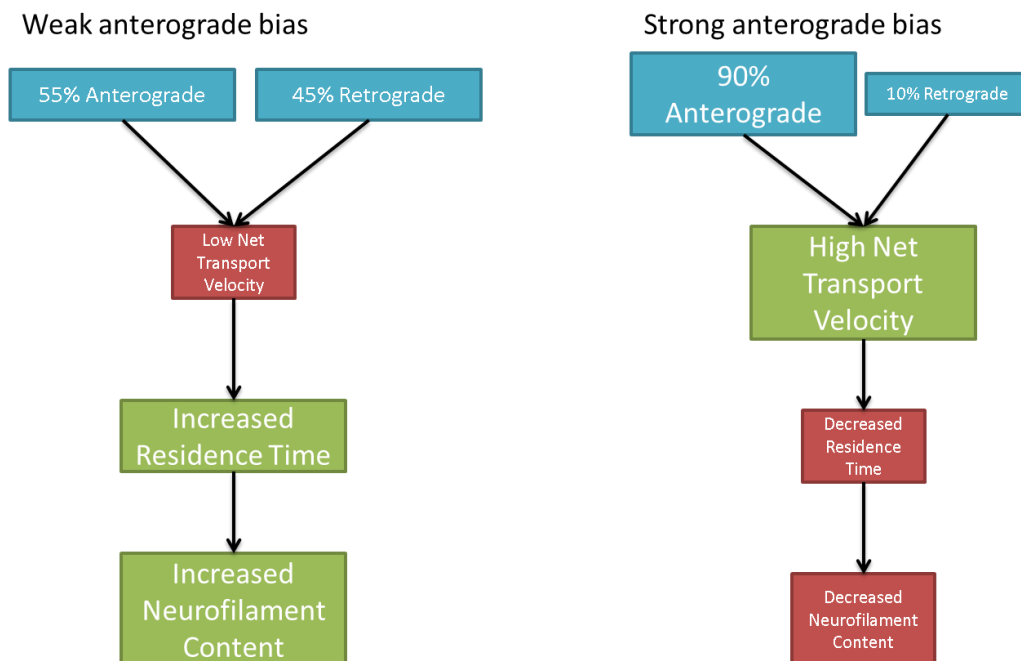 Weak anterograde bias
55% Anterograde
45% Retrograde
Low Net
Transport
Velocity
Increased
Residence Time
Increased
Neurofilament
Content
Strong anterograde bias
90%
Anterograde
10% Retrograde
High Net
Transport
Velocity
Decreased
Residence
Time
Decreased
Neurofilament
Content